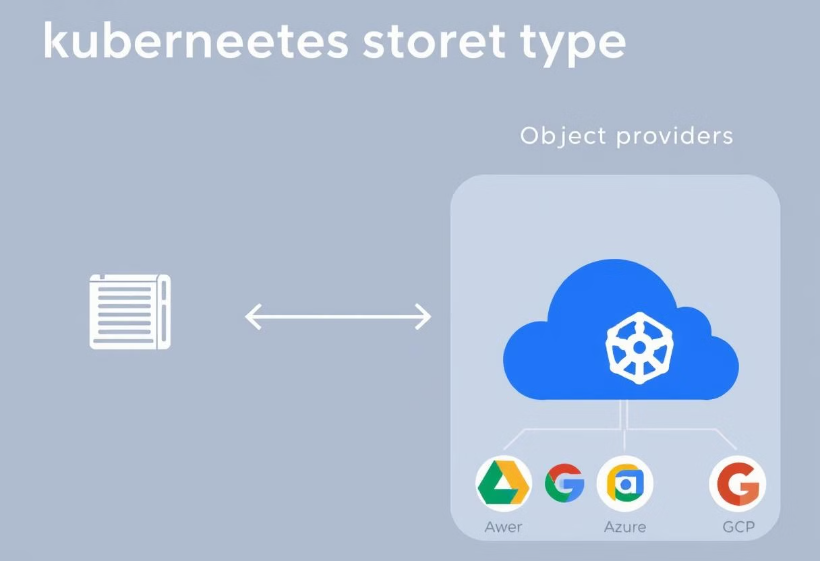 kuberneetes storet type
Object providers
Awer
Azure
GCP